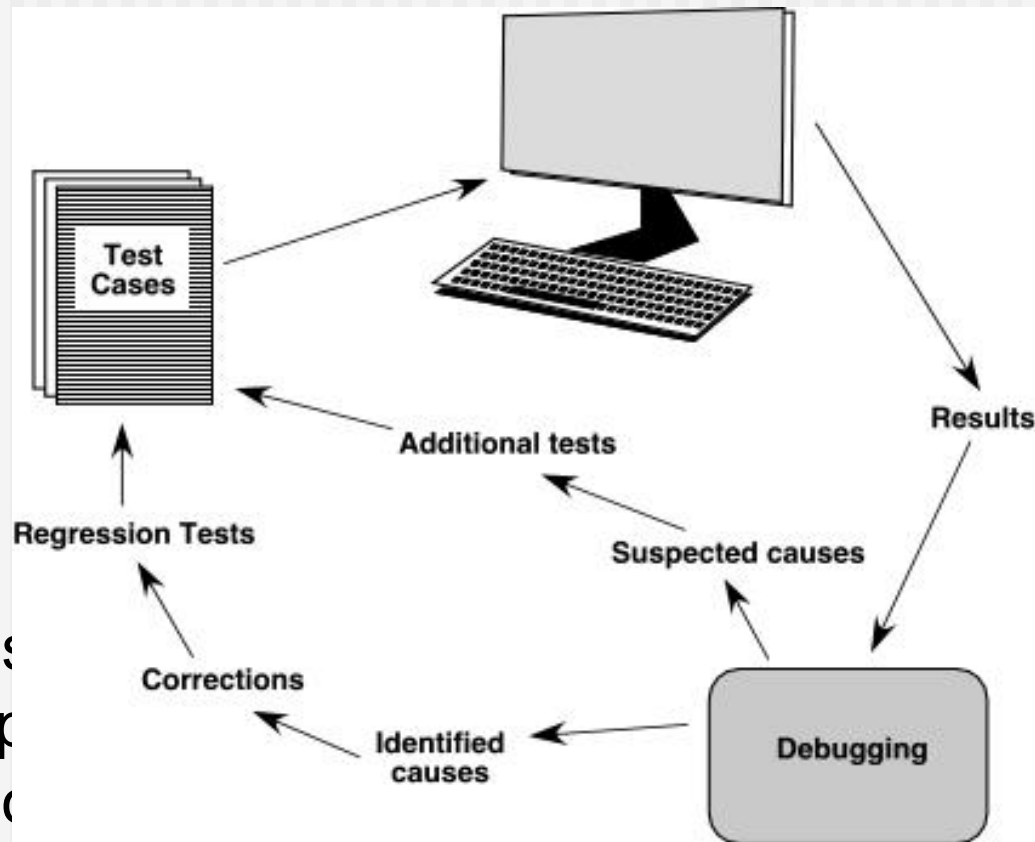 Test
Cases
Results
Additional tests
Regression Tests
Suspected causes
Corrections
Identified
causes
Debugging
s
p